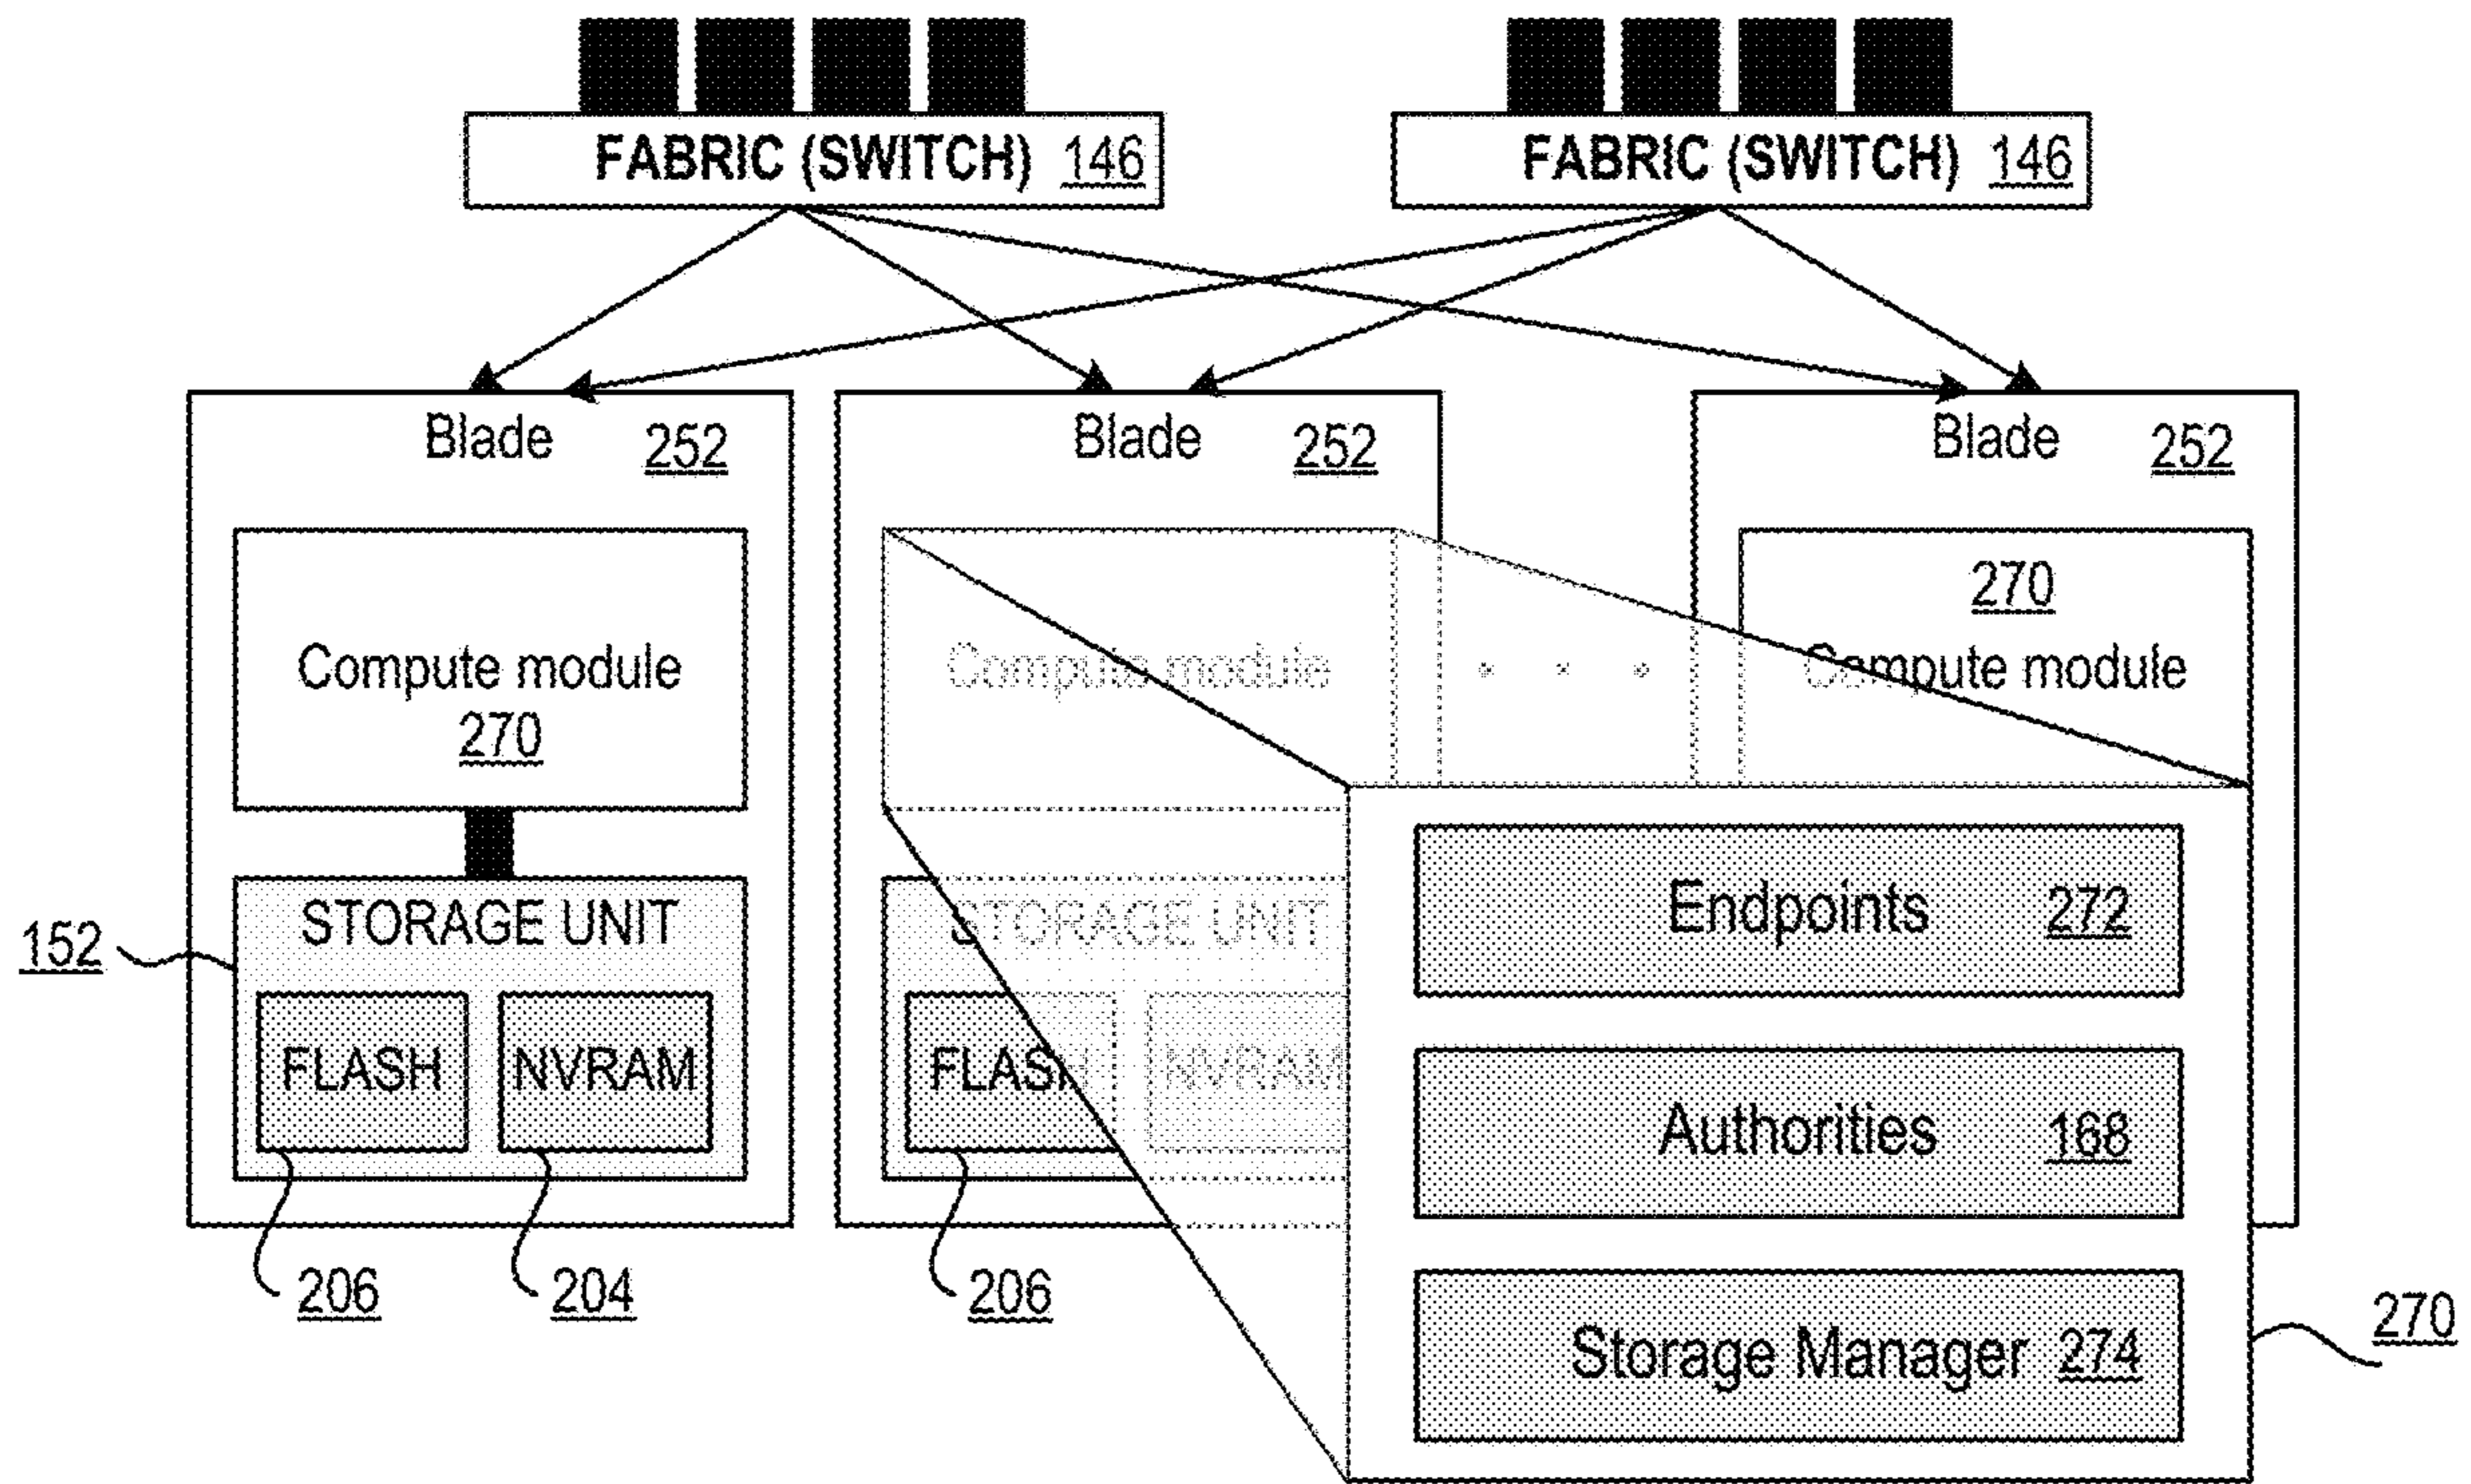 FABRIC (SWITCH) 146
FABRIC (SWITCH) 146
Blade 252
Blade 252
Blade 252
Compute module
270
Compute module
270
Compute module
152
STORAGE UNIT
FLASH
NVRAM
206
204
STORAGE UNIT
FLASH
NVRAM
206
Endpoints 272
Authorities 168
Storage Manager 274
270